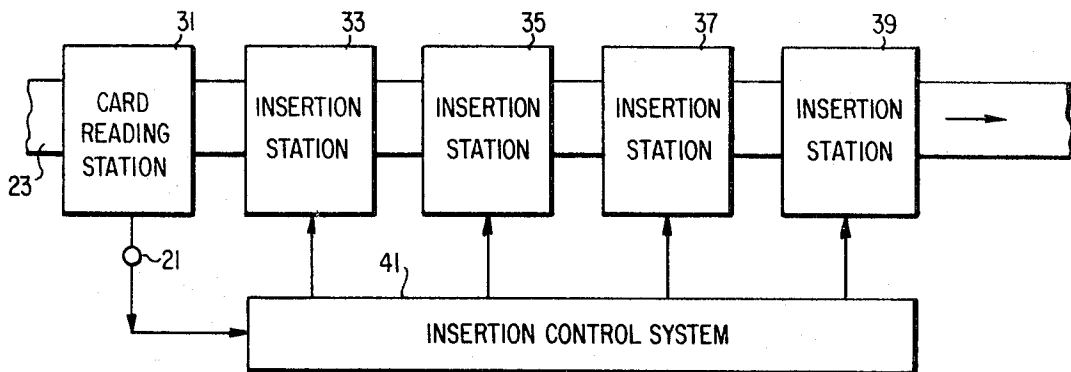 31
33
35
37
39
CARD
READING
STATION
INSERTION
STATION
INSERTION
STATION
INSERTION
STATION
INSERTION
STATION
23
21
41
INSERTION CONTROL SYSTEM